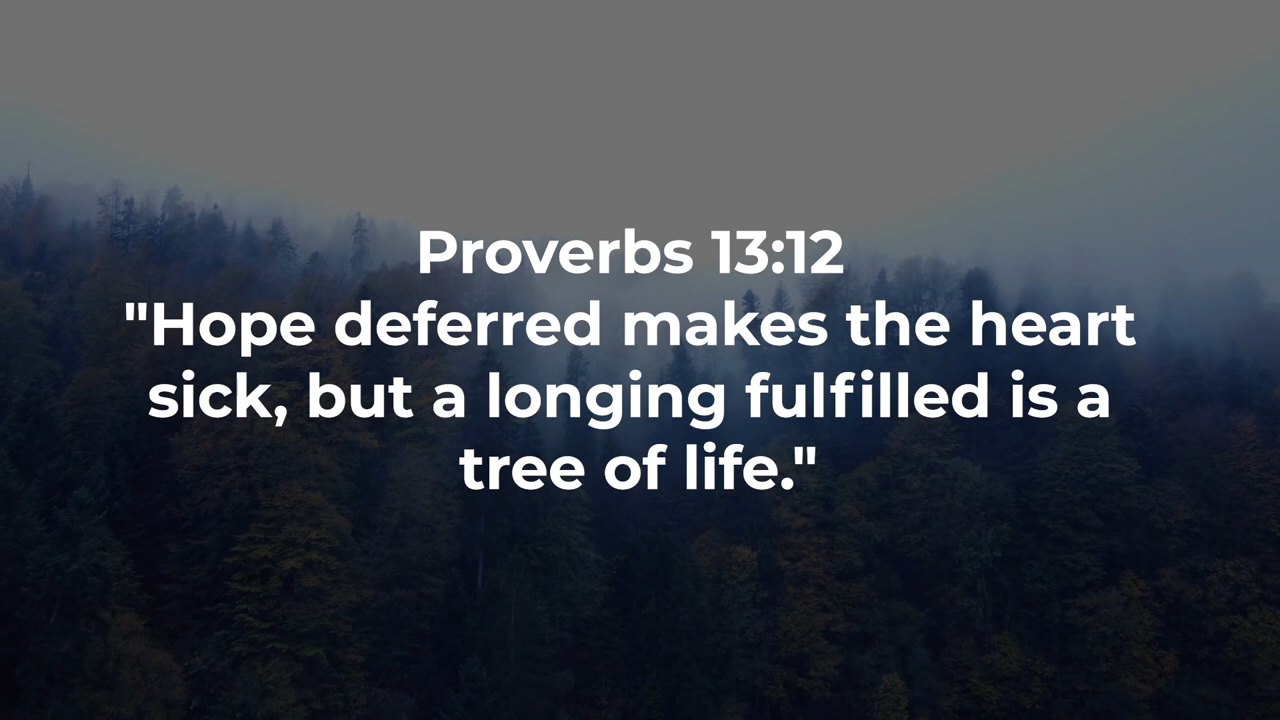 Proverbs 13:12
"Hope deferred makes the heart
sick, but a longing fulfilled is a
tree of life."